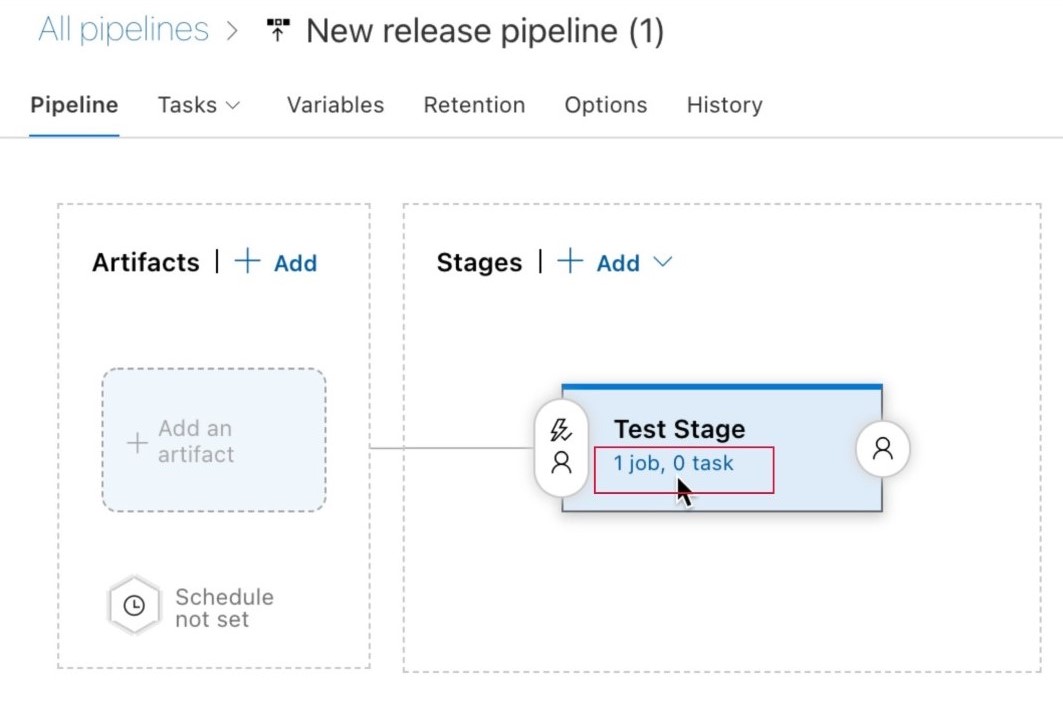 All pipelines > New release pipeline (1)
Pipeline Tasks Variables Retention Options History
Artifacts | + Add
Stages | + Add
+ Add an
artifact
Test Stage
1 job, 0 task
Schedule
not set